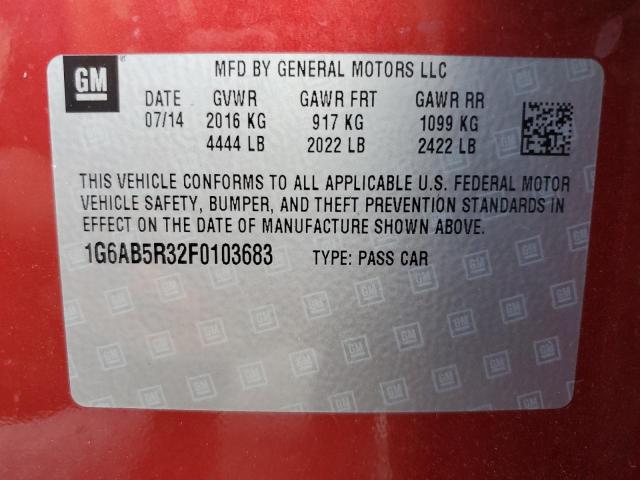 GM
MFD BY GENERAL MOTORS LLC
DATE GVWR GAWR FRT GAWR RR
07/14 2016 KG 917 KG 1099 KG
4444 LB 2022 LB 2422 LB
THIS VEHICLE CONFORMS TO ALL APPLICABLE U.S. FEDERAL MOTOR
VEHICLE SAFETY, BUMPER, AND THEFT PREVENTION STANDARDS IN
EFFECT ON THE DATE OF MANUFACTURE SHOWN ABOVE.
1G6AB5R32F0103683 TYPE: PASS CAR